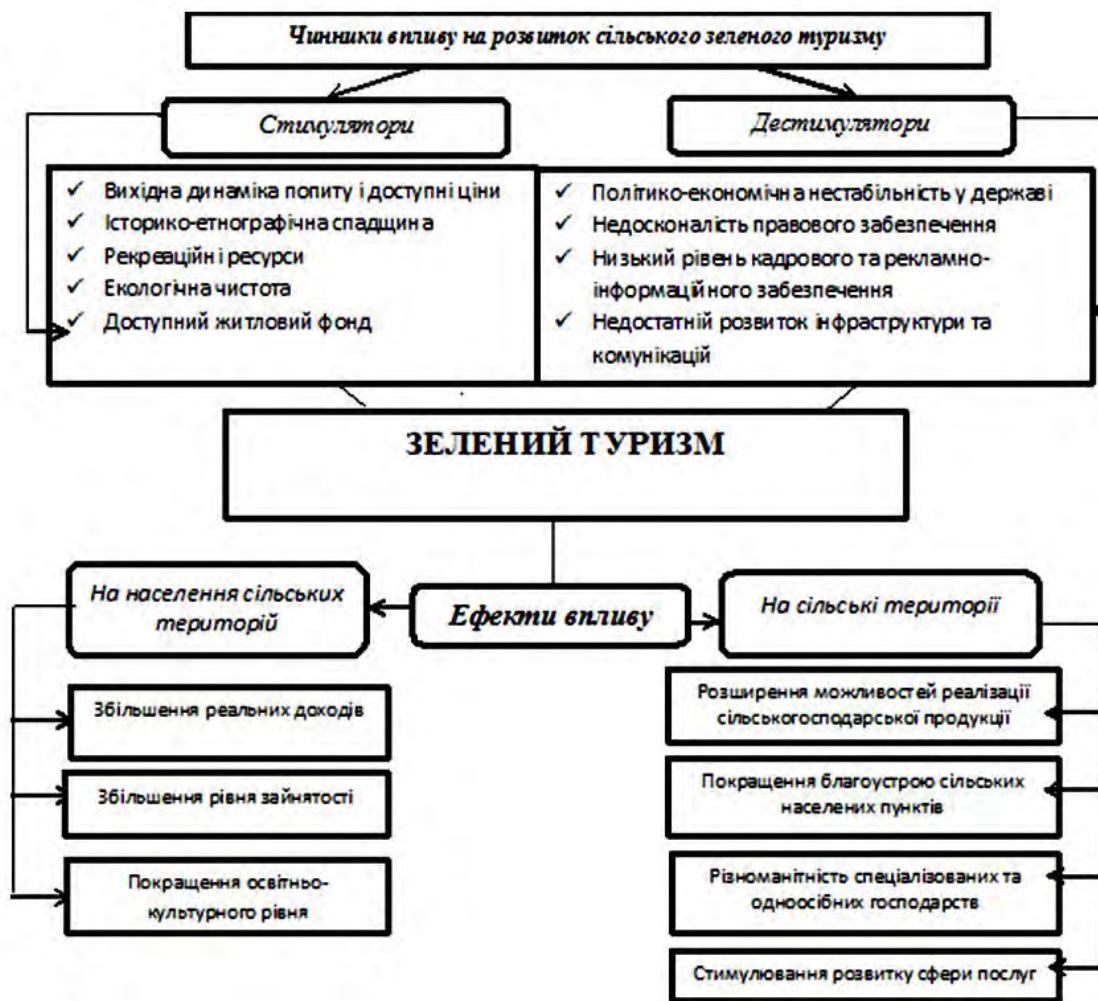 Чинники впливу на розвиток сільського зеленого туризму
Стимулятори
Дестимулятори
✓ Вихідна динаміка попиту і доступні ціни
✓ Історико-етнографічна спадщина
✓ Рекреаційні ресурси
✓ Екологічна чистота
✓ Доступний житловий фонд
✓ Політико-економічна нестабільність у державі
✓ Недосконалість правового забезпечення
✓ Низький рівень кадрового та рекламно-
інформаційного забезпечення
✓ Недостатній розвиток інфраструктури та
комунікацій
ЗЕЛЕНИЙ ТУРИЗМ
Ефекти впливу
На населення сільських
територій
Збільшення реальних доходів
Збільшення рівня зайнятості
Покращення освітньо-
культурного рівня
На сільські території
Розширення можливостей реалізації
сільськогосподарської продукції
Покращення благоустрою сільських
населених пунктів
Різноманітність спеціалізованих та
одноосібних господарств
Стимулювання розвитку сфери послуг